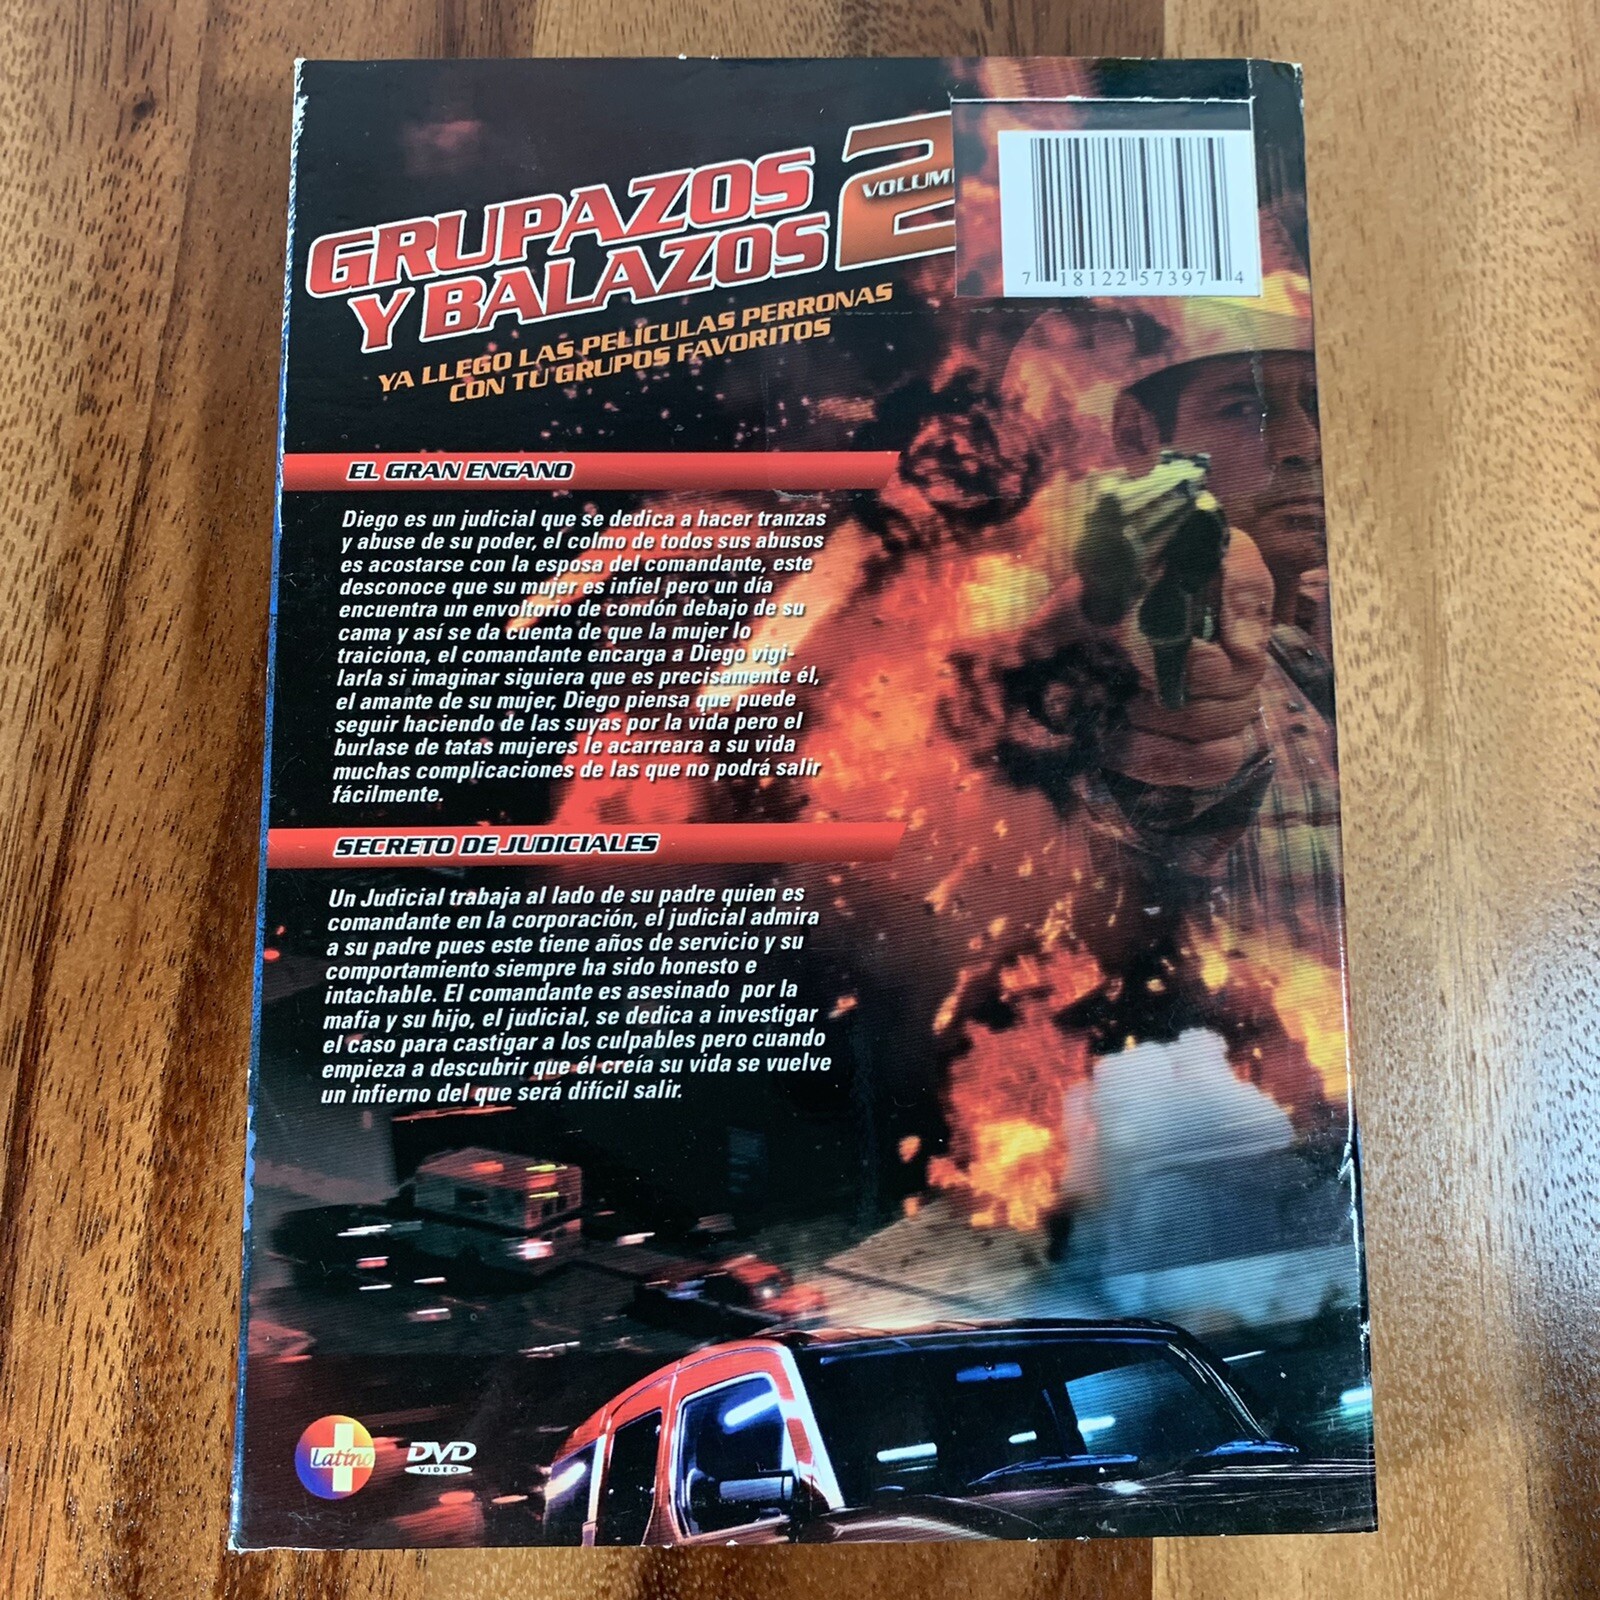 GRUPAZOS
Y BALAZOS
2
YA LLEGO LAS PELÍCULAS PERRONAS
CON TU GRUPOS FAVORITOS
7 18122 57397 4
EL GRAN ENGANO
Diego es un judicial que se dedica a hacer tranzas
y abuse de su poder, el colmo de todos sus abusos
es acostarse con la esposa del comandante, este
desconoce que su mujer es infiel pero un día
encuentra un envoltorio de condón debajo de su
cama y así se da cuenta de que la mujer lo
traiciona, el comandante encarga a Diego vigi-
larla si imaginar siguiera que es precisamente él,
el amante de su mujer, Diego piensa que puede
seguir haciendo de las suyas por la vida pero el
burlase de tatas mujeres le acarreara a su vida
muchas complicaciones de las que no podrá salir
fácilmente.
SECRETO DE JUDICIALES
Un Judicial trabaja al lado de su padre quien es
comandante en la corporación, el judicial admira
a su padre pues este tiene años de servicio y su
comportamiento siempre ha sido honesto e
intachable. El comandante es asesinado por la
mafia y su hijo, el judicial, se dedica a investigar
el caso para castigar a los culpables pero cuando
empieza a descubrir que él creía su vida se vuelve
un infierno del que será difícil salir.
Latino
DVD
VIDEO